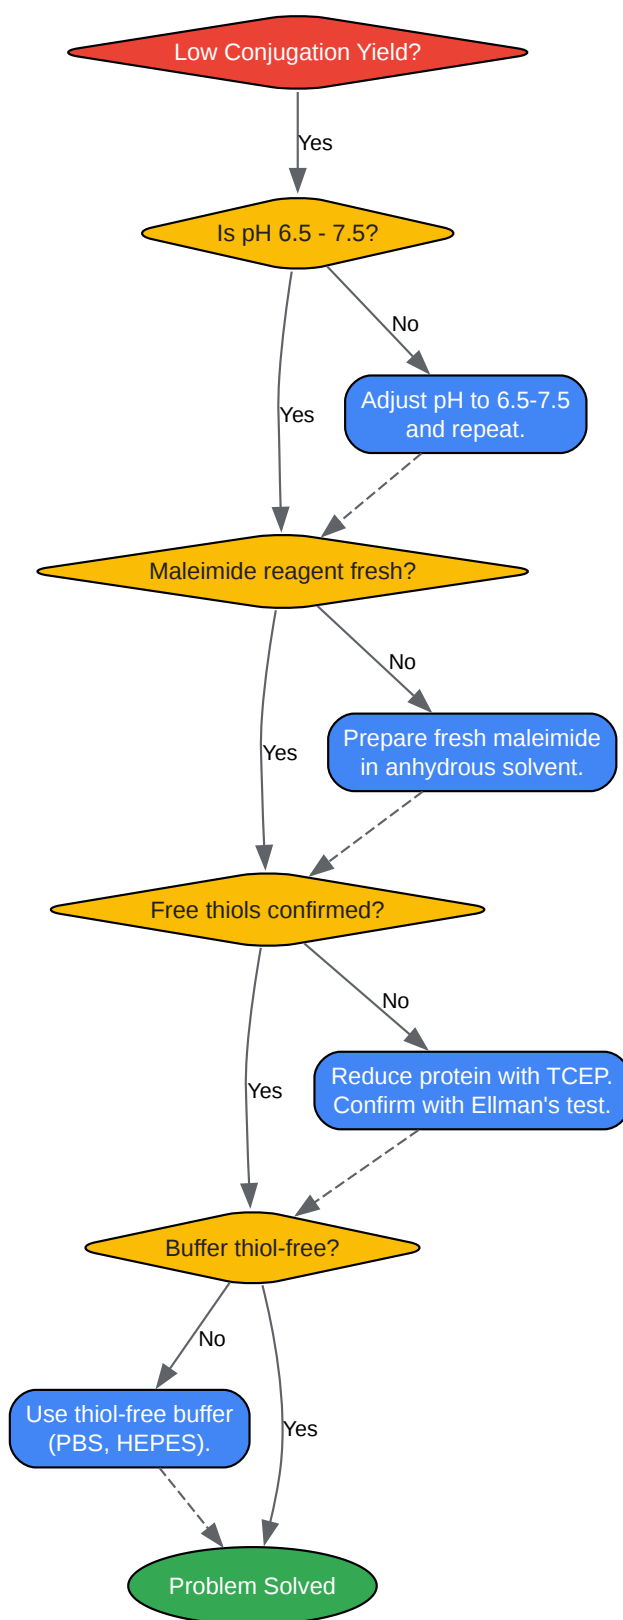 Low Conjugation Yield?
Yes
Is pH 6.5 - 7.5?
No
Yes
Adjust pH to 6.5-7.5
and repeat.
Maleimide reagent fresh?
No
Yes
Prepare fresh maleimide
in anhydrous solvent.
Free thiols confirmed?
No
Yes
Reduce protein with TCEP.
Confirm with Ellman's test.
Buffer thiol-free?
No
Yes
Use thiol-free buffer
(PBS, HEPES).
Problem Solved